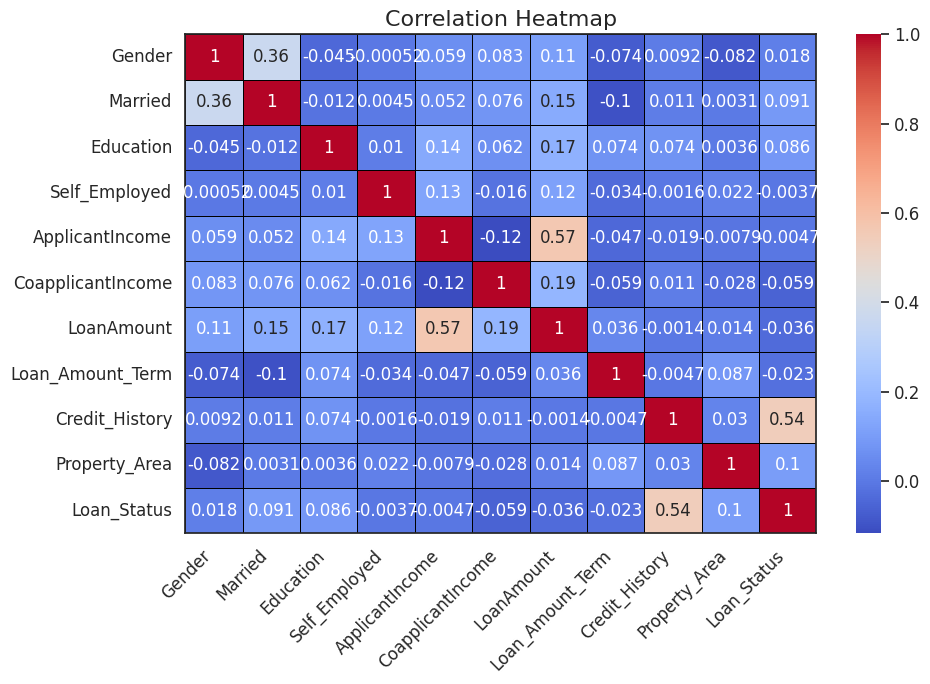 Correlation Heatmap
Gender 1 0.36 -0.045 -0.00052 0.059 0.083 0.11 -0.074 0.0092 -0.082 0.018
Married 0.36 1 -0.012 0.0045 0.052 0.076 0.15 -0.1 0.011 0.0031 0.091
Education -0.045 -0.012 1 0.01 0.14 0.062 0.17 0.074 0.074 0.0036 0.086
Self_Employed -0.00052 0.0045 0.01 1 0.13 -0.016 0.12 -0.034 -0.0016 0.022 -0.0037
ApplicantIncome 0.059 0.052 0.14 0.13 1 -0.12 0.57 -0.047 -0.019 -0.0079 -0.0047
CoapplicantIncome 0.083 0.076 0.062 -0.016 -0.12 1 0.19 -0.059 0.011 -0.028 -0.059
LoanAmount 0.11 0.15 0.17 0.12 0.57 0.19 1 0.036 -0.0014 0.014 -0.036
Loan_Amount_Term -0.074 -0.1 0.074 -0.034 -0.047 -0.059 0.036 1 -0.0047 0.087 -0.023
Credit_History 0.0092 0.011 0.074 -0.0016 -0.019 0.011 -0.0014 -0.0047 1 0.03 0.54
Property_Area -0.082 0.0031 0.0036 0.022 -0.0079 -0.028 0.014 0.087 0.03 1 0.1
Loan_Status 0.018 0.091 0.086 -0.0037 -0.0047 -0.059 -0.036 -0.023 0.54 0.1 1
Gender Married Education Self_Employed ApplicantIncome CoapplicantIncome LoanAmount Loan_Amount_Term Credit_History Property_Area Loan_Status
1.0
0.8
0.6
0.4
0.2
0.0